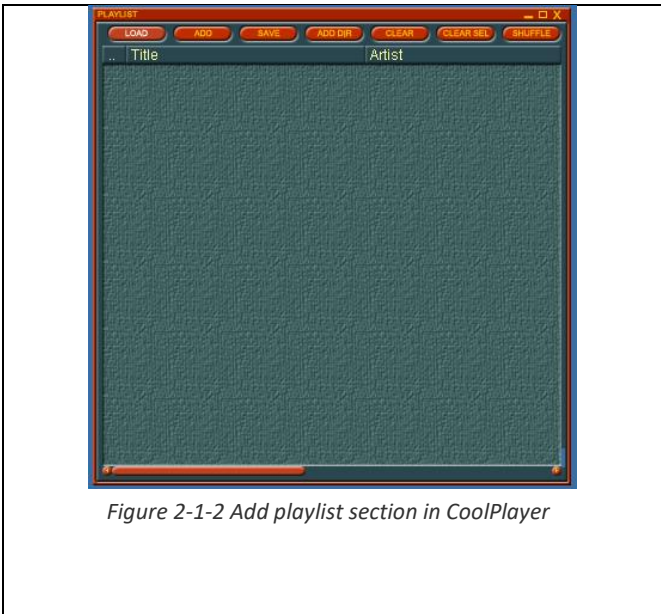 PLAYLIST
LOAD ADD SAVE ADD DIR CLEAR CLEAR SEL SHUFFLE
.. Title Artist
Figure 2-1-2 Add playlist section in CoolPlayer